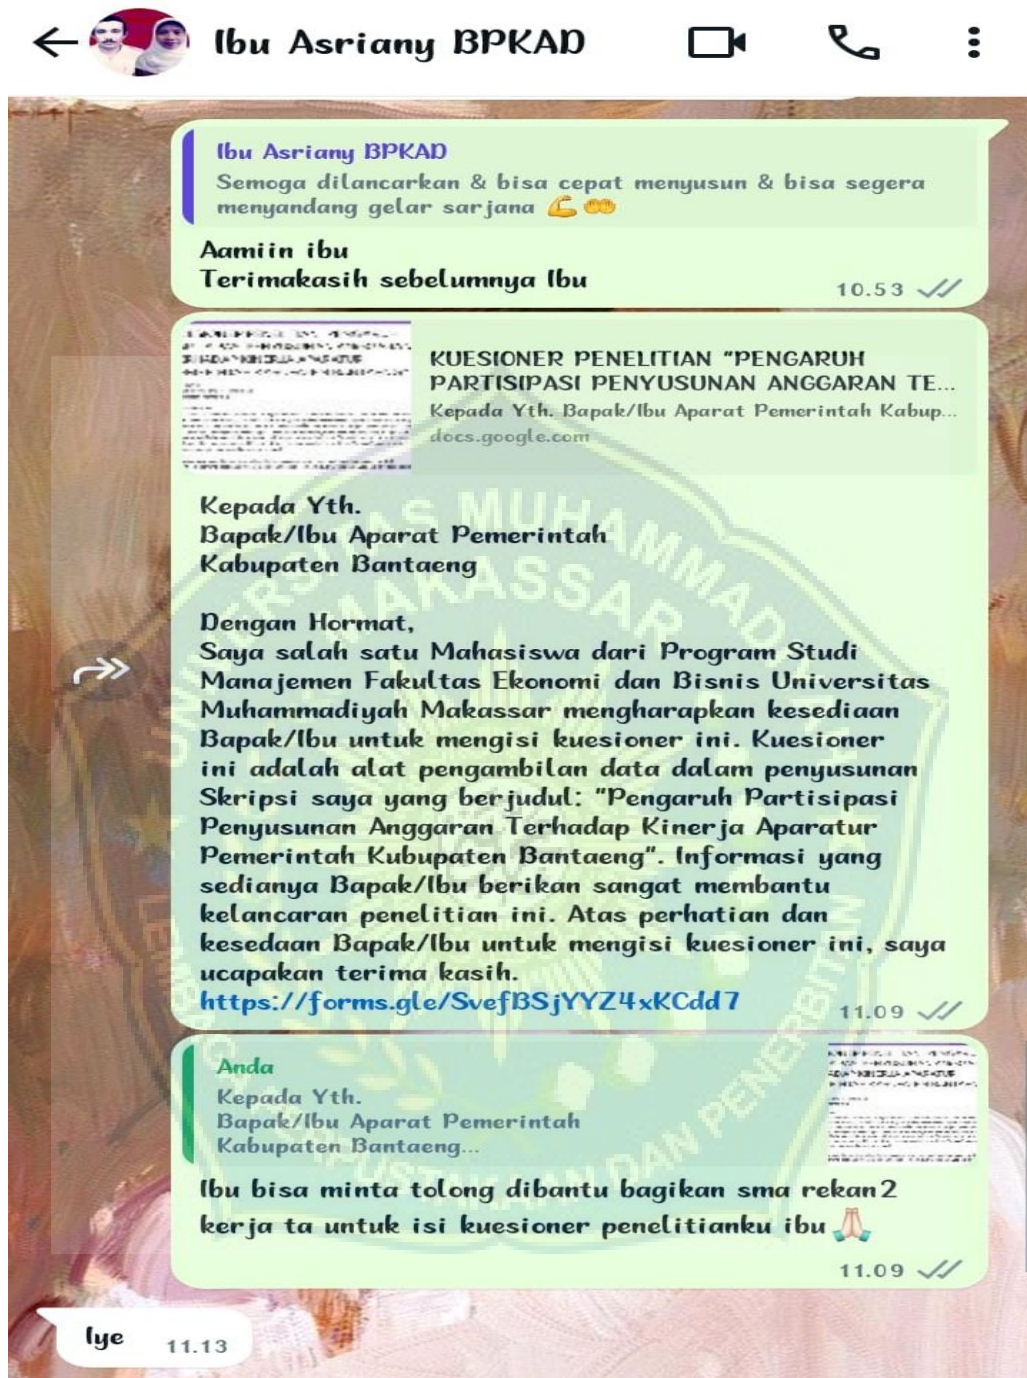 Ibu Asriany BPKAD
Ibu Asriany BPKAD
Semoga dilancarkan & bisa cepat menyusun & bisa segera
menyandang gelar sarjana 💪🤲
Aamiin ibu
Terimakasih sebelumnya Ibu
10.53
KUESIONER PENELITIAN "PENGARUH
PARTISIPASI PENYUSUNAN ANGGARAN TE...
Kepada Yth. Bapak/Ibu Aparat Pemerintah Kabup...
docs.google.com
Kepada Yth.
Bapak/Ibu Aparat Pemerintah
Kabupaten Bantaeng
Dengan Hormat,
Saya salah satu Mahasiswa dari Program Studi
Manajemen Fakultas Ekonomi dan Bisnis Universitas
Muhammadiyah Makassar mengharapkan kesediaan
Bapak/Ibu untuk mengisi kuesioner ini. Kuesioner
ini adalah alat pengambilan data dalam penyusunan
Skripsi saya yang berjudul: "Pengaruh Partisipasi
Penyusunan Anggaran Terhadap Kinerja Aparatur
Pemerintah Kubupaten Bantaeng". Informasi yang
sedianya Bapak/Ibu berikan sangat membantu
kelancaran penelitian ini. Atas perhatian dan
kesedaan Bapak/Ibu untuk mengisi kuesioner ini, saya
ucapakan terima kasih.
https://forms.gle/SvefBSjYYZ4xKCdd7
11.09
Anda
Kepada Yth.
Bapak/Ibu Aparat Pemerintah
Kabupaten Bantaeng...
Ibu bisa minta tolong dibantu bagikan sma rekan2
kerja ta untuk isi kuesioner penelitianku ibu 🙏🏻
11.09
Iye
11.13
UNIVERSITAS MUHAMMADIYAH
MAKASSAR